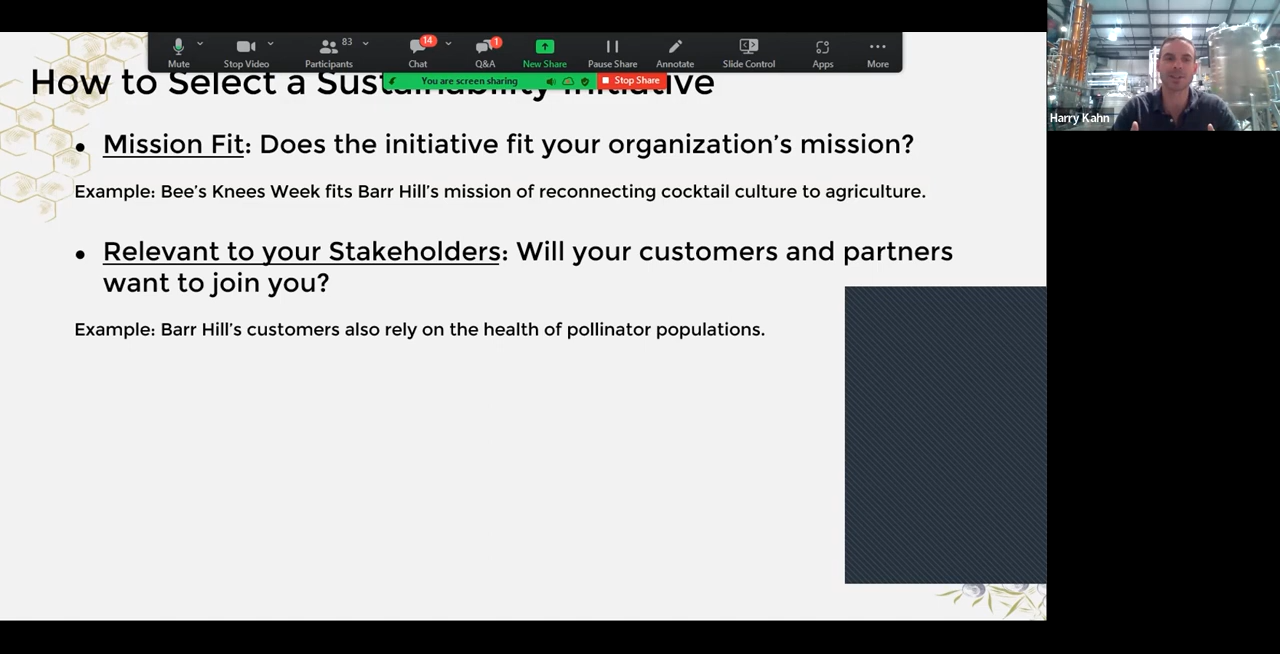 83
14
1
Mute
Stop Video
Participants
Chat
Q&A
New Share
Pause Share
Annotate
Slide Control
Apps
More
You are screen sharing
Stop Share
How to Select a Sustainability Initiative
Harry Kahn
• Mission Fit: Does the initiative fit your organization's mission?
Example: Bee's Knees Week fits Barr Hill's mission of reconnecting cocktail culture to agriculture.
• Relevant to your Stakeholders: Will your customers and partners
want to join you?
Example: Barr Hill's customers also rely on the health of pollinator populations.